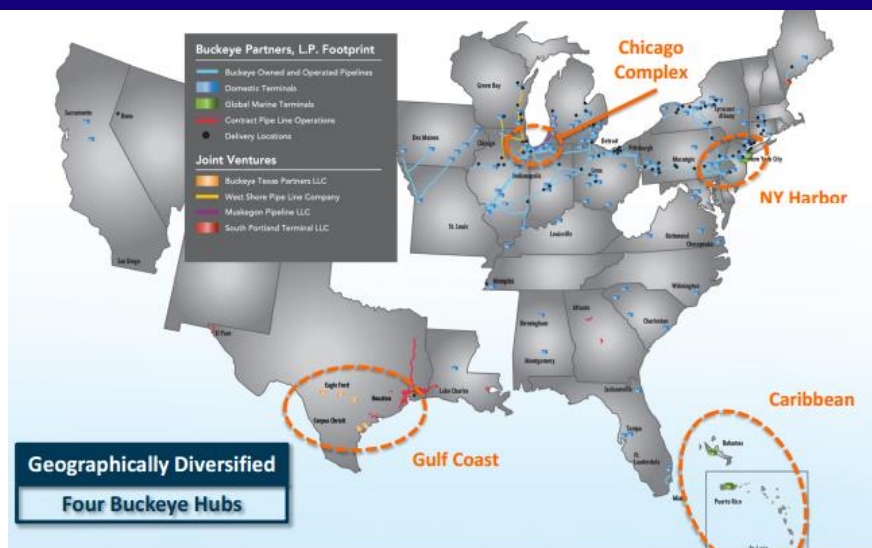 Buckeye Partners, L.P. Footprint
Buckeye Owned and Operated Pipelines
Domestic Terminals
Global Marine Terminals
Contract Pipe Line Operations
Delivery Locations
Joint Ventures
Buckeye Texas Partners LLC
West Shore Pipe Line Company
Muskegon Pipeline LLC
South Portland Terminal LLC
Chicago
Complex
Green Bay
Sacramento
Reno
Des Moines
Chicago
Detroit
Pittsburgh
Syracuse
Albany
New York City
Macungie
Indianapolis
Lima
NY Harbor
St. Louis
Louisville
Richmond
Chesapeake
San Diego
Memphis
Wilmington
Birmingham
Atlanta
Charleston
Montgomery
El Paso
Eagle Ford
Houston
Lake Charles
Corpus Christi
Jacksonville
Tampa
Ft.
Lauderdale
Caribbean
Bahamas
Puerto Rico
Gulf Coast
Geographically Diversified
Four Buckeye Hubs